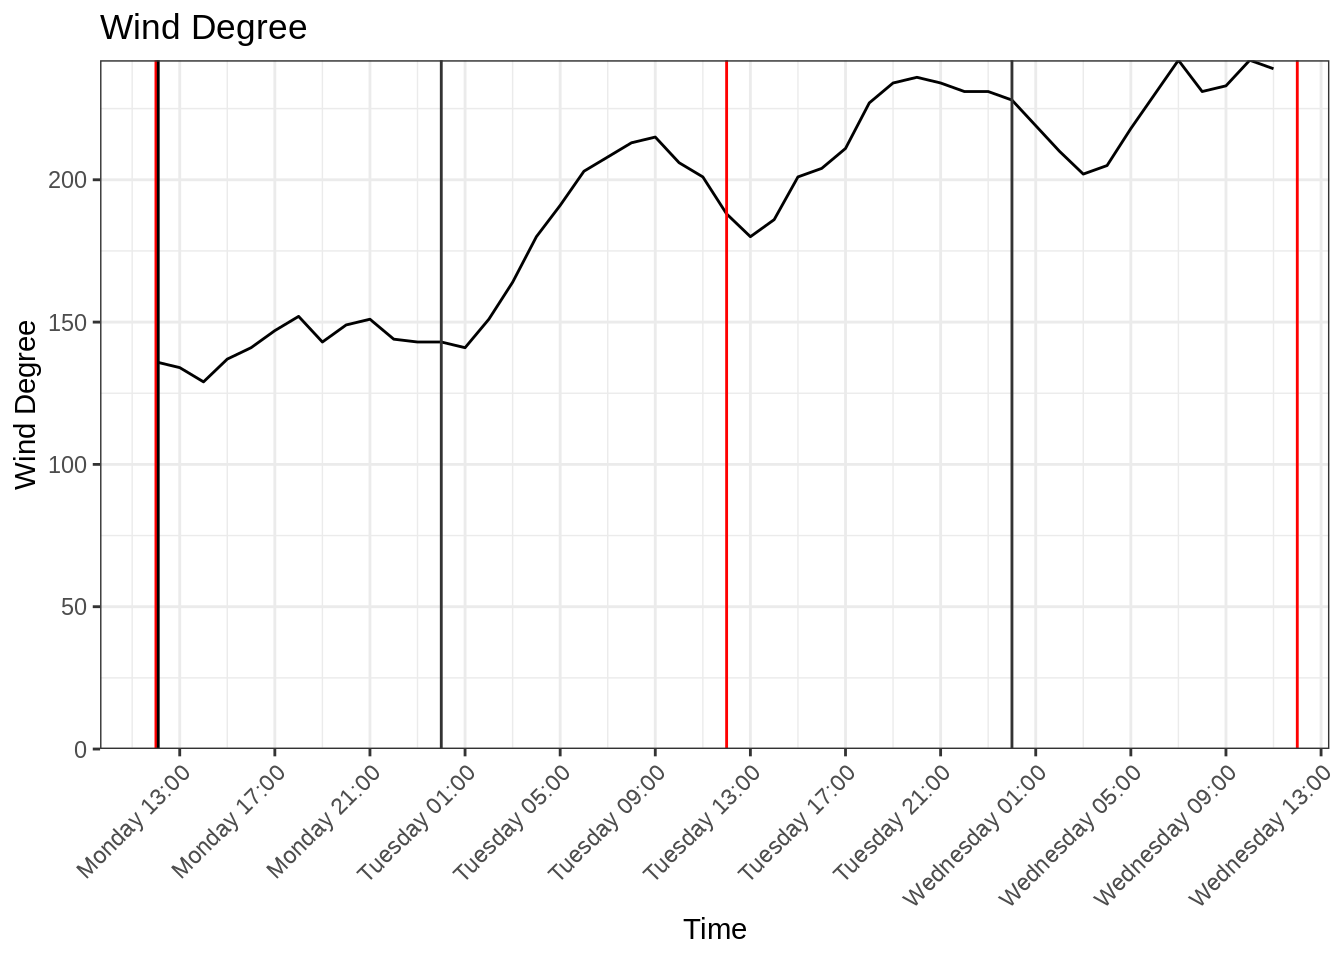 Wind Degree
Wind Degree
200
150
100
50
0
Monday 13:00
Monday 17:00
Monday 21:00
Tuesday 01:00
Tuesday 05:00
Tuesday 09:00
Tuesday 13:00
Tuesday 17:00
Tuesday 21:00
Wednesday 01:00
Wednesday 05:00
Wednesday 09:00
Wednesday 13:00
Time